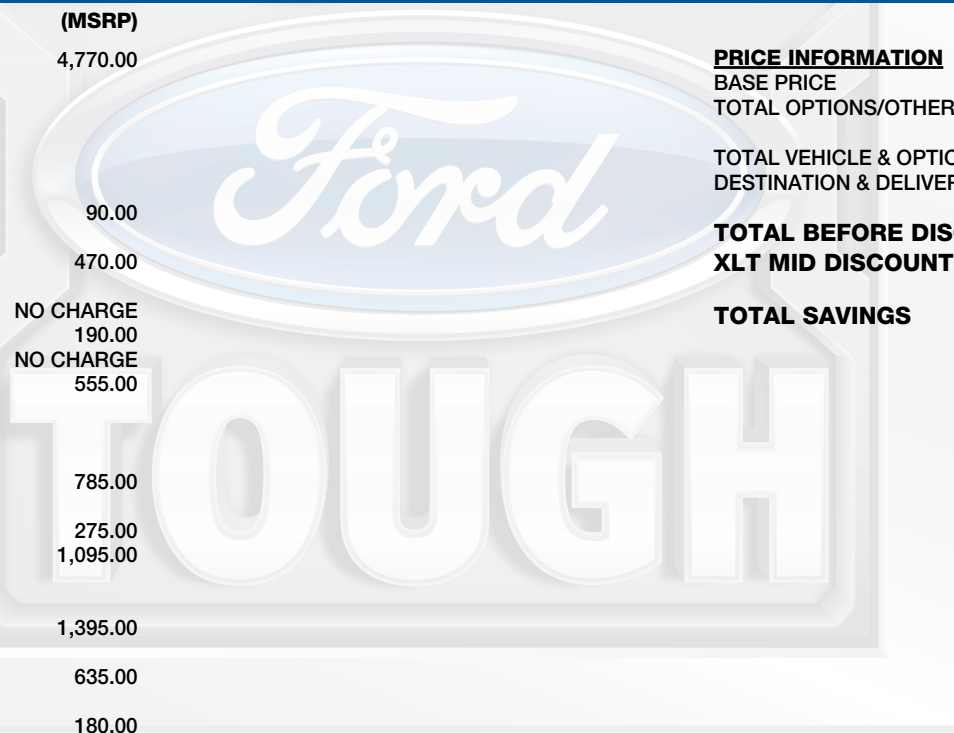 (MSRP)
4,770.00
90.00
470.00
NO CHARGE
190.00
NO CHARGE
555.00
785.00
275.00
1,095.00
1,395.00
635.00
180.00
PRICE INFORMATION
BASE PRICE
TOTAL OPTIONS/OTHER
TOTAL VEHICLE & OPTIO
DESTINATION & DELIVER
TOTAL BEFORE DISC
XLT MID DISCOUNT
TOTAL SAVINGS
Ford
TOUGH